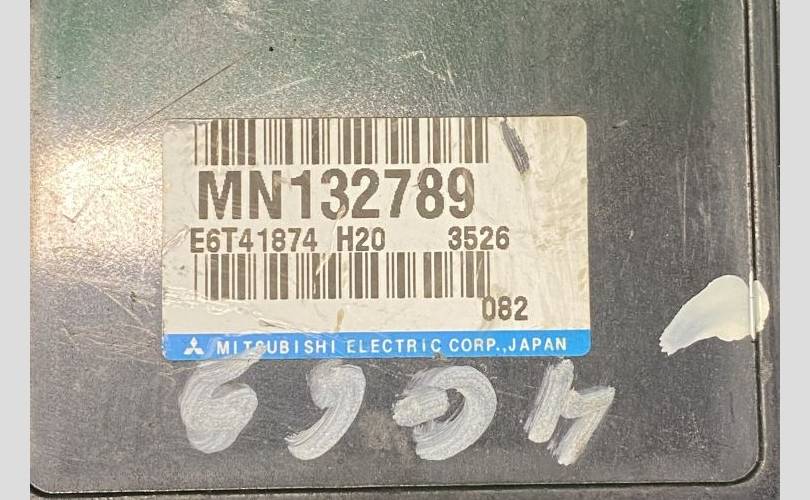 MN132789
E6T41874 H20 3526
082
MITSUBISHI ELECTRIC CORP., JAPAN